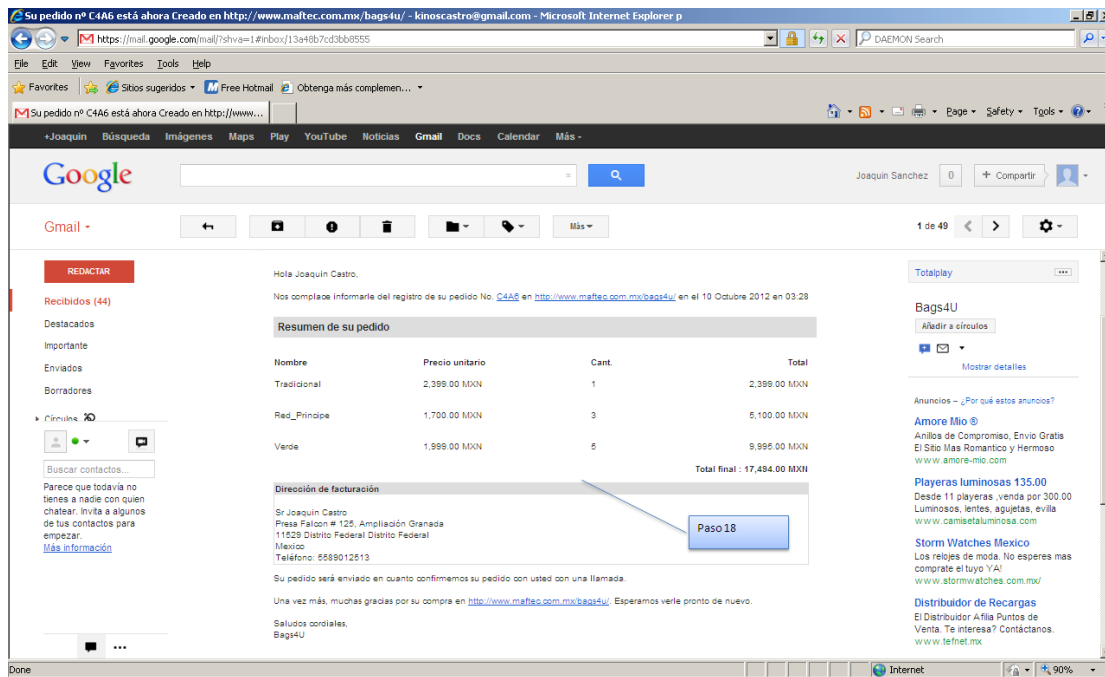 Su pedido nº C4A6 está ahora Creado en http://www.maftec.com.mx/bags4u/ - kinoscastro@gmail.com - Microsoft Internet Explorer p
https://mail.google.com/mail/?shva=1#inbox/13a48b7cd3bb8555
DAEMON Search
File Edit View Favorites Tools Help
Favorites Sitios sugeridos Free Hotmail Obtenga más complemen...
Su pedido nº C4A6 está ahora Creado en http://www...
Page Safety Tools
+Joaquin Búsqueda Imágenes Maps Play YouTube Noticias Gmail Docs Calendar Más
Google
Joaquin Sanchez 0 + Compartir
Gmail
Más
1 de 49
REDACTAR
Recibidos (44)
Destacados
Importante
Enviados
Borradores
Círculos
Buscar contactos...
Parece que todavía no
tienes a nadie con quien
chatear. Invita a algunos
de tus contactos para
empezar.
Más información
Hola Joaquin Castro,
Nos complace informarle del registro de su pedido No. C4A6 en http://www.maftec.com.mx/bags4u/ en el 10 Octubre 2012 en 03:28
Resumen de su pedido
Nombre Precio unitario Cant. Total
Tradicional 2,399.00 MXN 1 2,399.00 MXN
Red_Principe 1,700.00 MXN 3 5,100.00 MXN
Verde 1,999.00 MXN 5 9,995.00 MXN
Total final : 17,494.00 MXN
Dirección de facturación
Sr Joaquin Castro
Presa Falcon # 125, Ampliación Granada
11529 Distrito Federal Distrito Federal
Mexico
Teléfono: 5589012513
Paso 18
Su pedido será enviado en cuanto confirmemos su pedido con usted con una llamada.
Una vez más, muchas gracias por su compra en http://www.maftec.com.mx/bags4u/. Esperamos verle pronto de nuevo.
Saludos cordiales,
Bags4U
Totalplay
Bags4U
Añadir a círculos
Mostrar detalles
Anuncios – ¿Por qué estos anuncios?
Amore Mio ®
Anillos de Compromiso, Envio Gratis
El Sitio Mas Romantico y Hermoso
www.amore-mio.com
Playeras luminosas 135.00
Desde 11 playeras ,venda por 300.00
Luminosos, lentes, agujetas, evilla
www.camisetaluminosa.com
Storm Watches Mexico
Los relojes de moda. No esperes mas
comprate el tuyo YA!
www.stormwatches.com.mx/
Distribuidor de Recargas
El Distribuidor Afilia Puntos de
Venta. Te interesa? Contáctanos.
www.tefnet.mx
Done Internet 90%